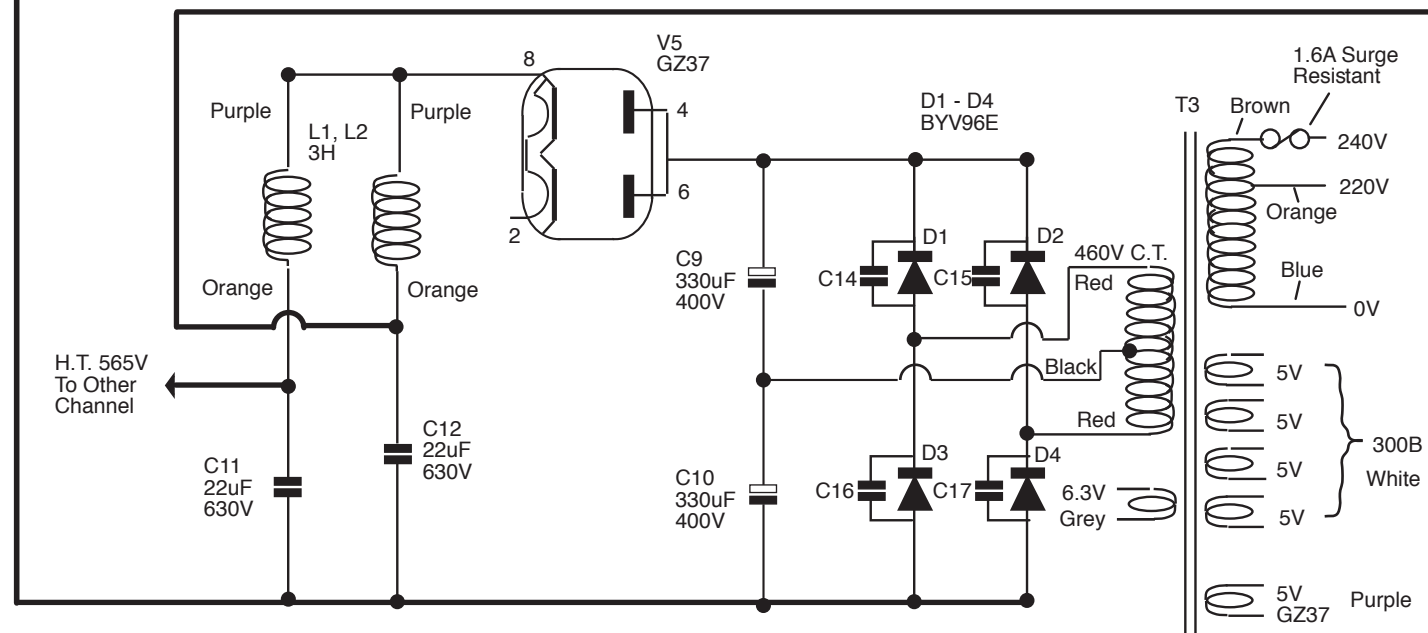 V5
GZ37
8
4
6
2
1.6A Surge
Resistant
T3
Brown
240V
220V
Orange
Blue
0V
D1 - D4
BYV96E
Purple
Purple
L1, L2
3H
Orange
Orange
H.T. 565V
To Other
Channel
C11
22uF
630V
C12
22uF
630V
C9
330uF
400V
C10
330uF
400V
C14
D1
C15
D2
460V C.T.
Red
Black
Red
C16
D3
C17
D4
6.3V
Grey
5V
5V
5V
5V
300B
White
5V
GZ37
Purple